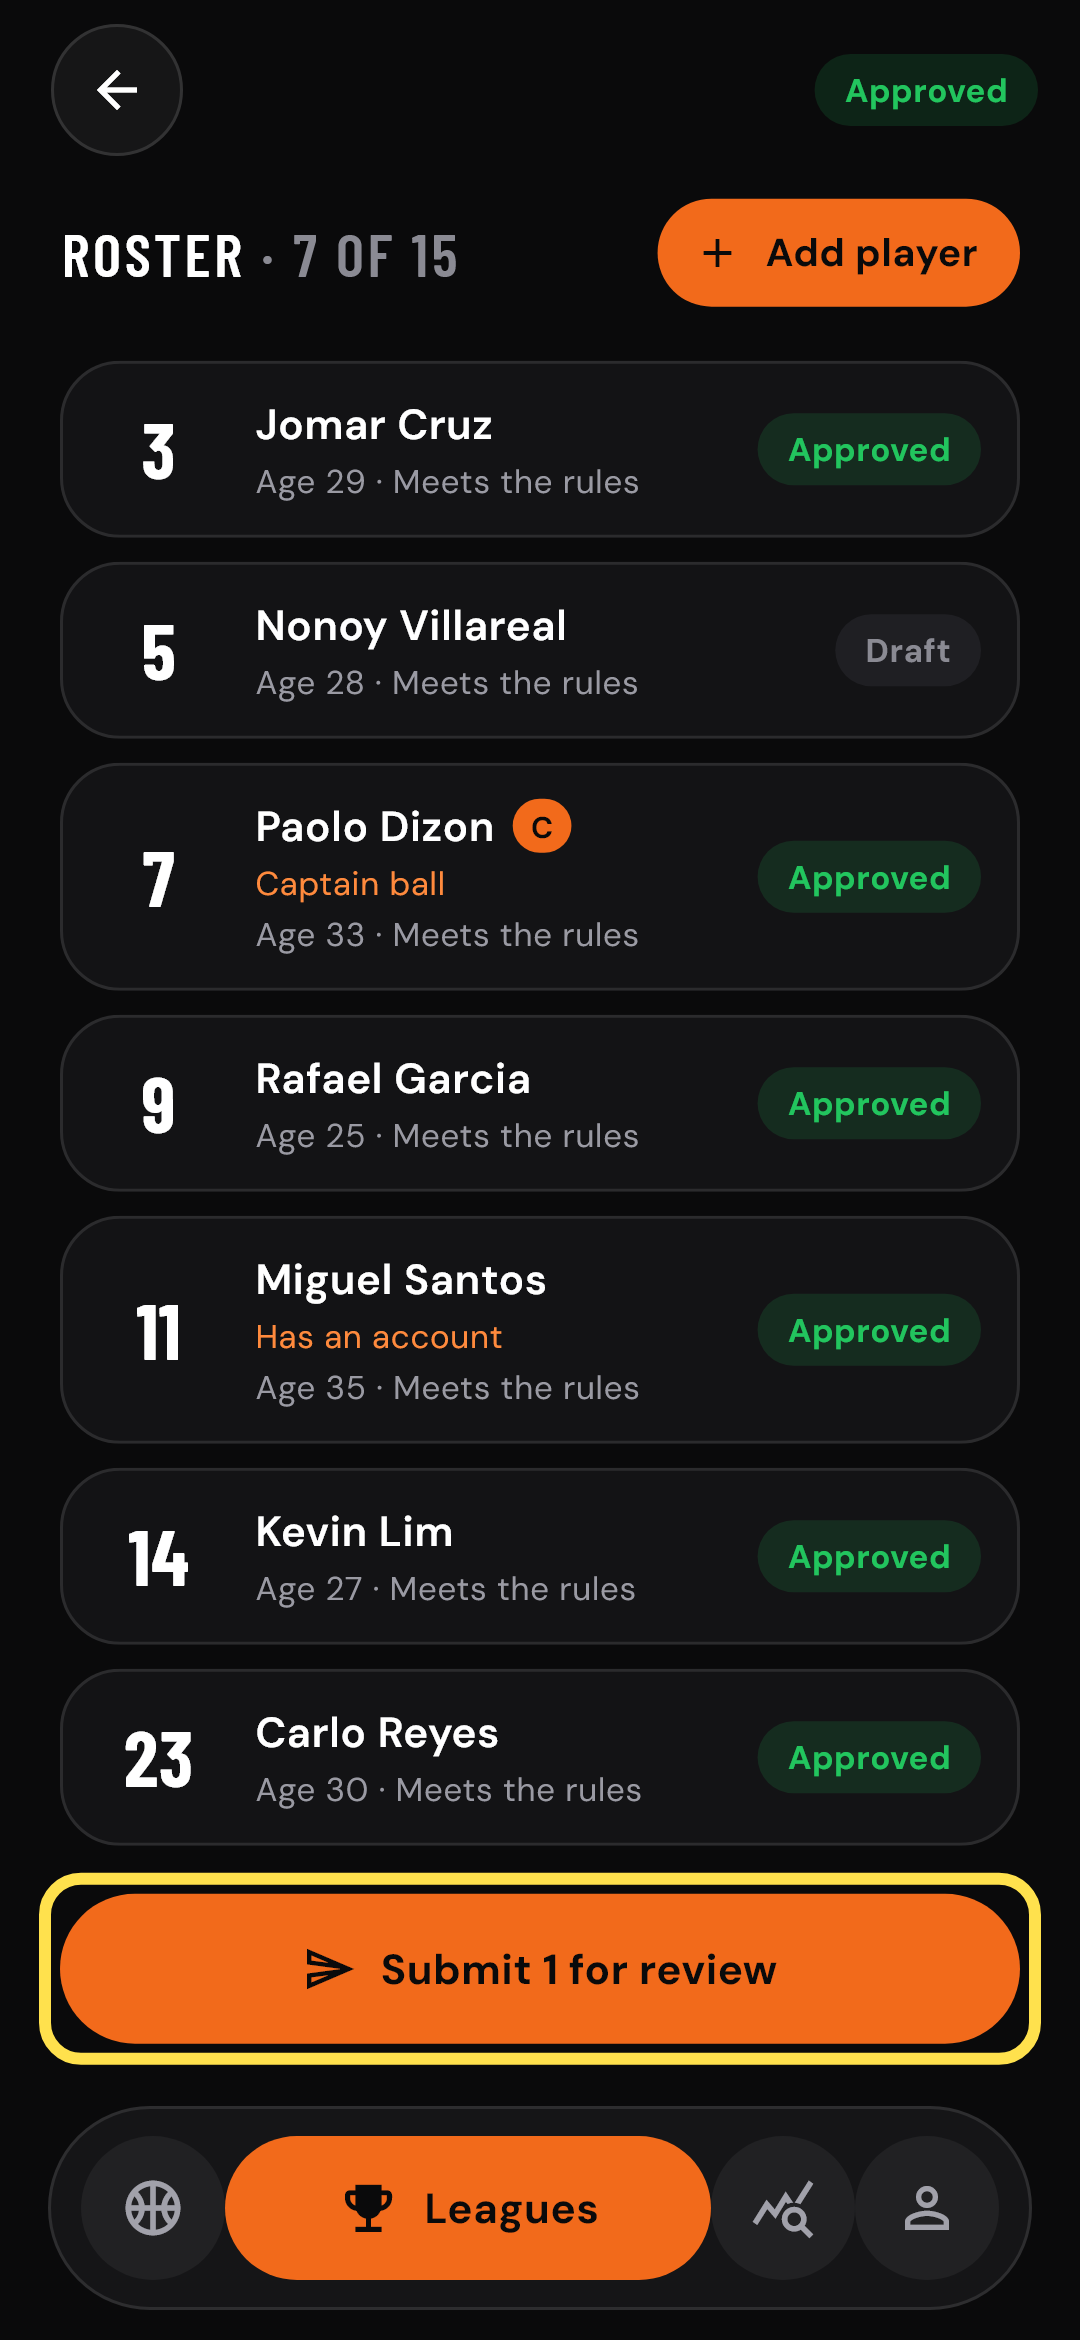 Approved
ROSTER · 7 OF 15
+ Add player
3
Jomar Cruz
Age 29 · Meets the rules
Approved
5
Nonoy Villareal
Age 28 · Meets the rules
Draft
7
Paolo Dizon C
Captain ball
Age 33 · Meets the rules
Approved
9
Rafael Garcia
Age 25 · Meets the rules
Approved
11
Miguel Santos
Has an account
Age 35 · Meets the rules
Approved
14
Kevin Lim
Age 27 · Meets the rules
Approved
23
Carlo Reyes
Age 30 · Meets the rules
Approved
Submit 1 for review
Leagues